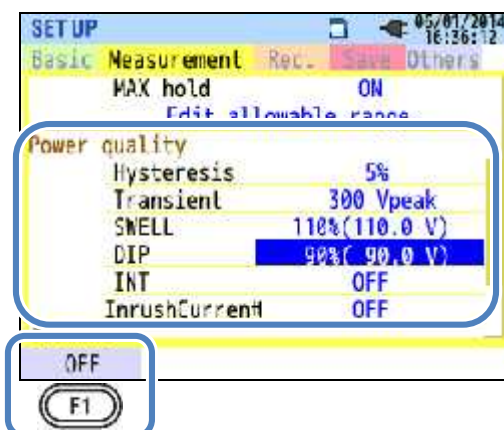 SET UP 05/01/2014
16:36:12
Basic Measurement Rec. Save Others
MAX hold ON
Edit allowable range
Power quality
Hysteresis 5%
Transient 300 Vpeak
SWELL 110%(110.0 V)
DIP 90%( 90.0 V)
INT OFF
InrushCurrent OFF
OFF
F1